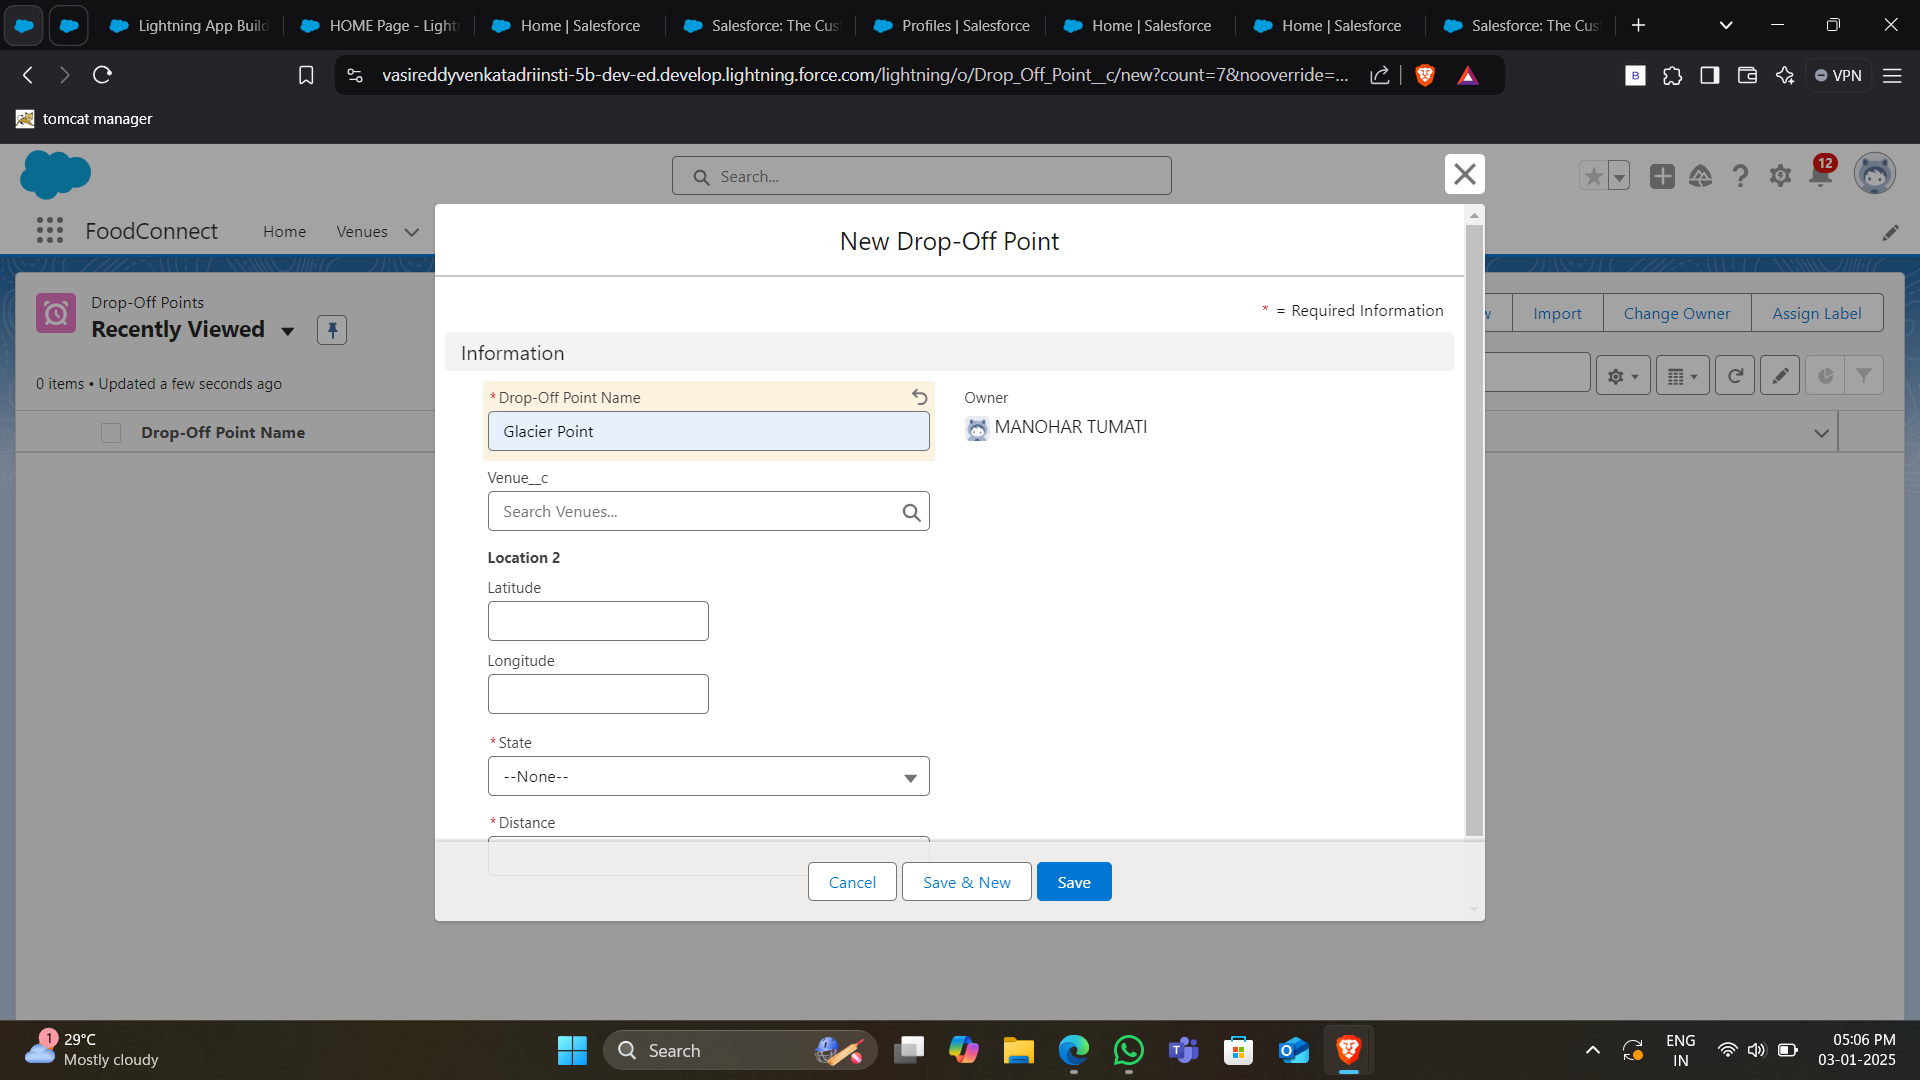 Lightning App Build
HOME Page - Lightn
Home | Salesforce
Salesforce: The Cus
Profiles | Salesforce
Home | Salesforce
Home | Salesforce
Salesforce: The Cus
vasireddyvenkatadriinsti-5b-dev-ed.develop.lightning.force.com/lightning/o/Drop_Off_Point__c/new?count=7&nooverride=...
B
VPN
tomcat manager
Search...
12
FoodConnect
Home
Venues
New Drop-Off Point
* = Required Information
Information
*Drop-Off Point Name
Glacier Point
Owner
MANOHAR TUMATI
Venue__c
Search Venues...
Location 2
Latitude
Longitude
*State
--None--
*Distance
Cancel
Save & New
Save
Drop-Off Points
Recently Viewed
w
Import
Change Owner
Assign Label
0 items • Updated a few seconds ago
Drop-Off Point Name
1
29°C
Mostly cloudy
Search
ENG
IN
05:06 PM
03-01-2025